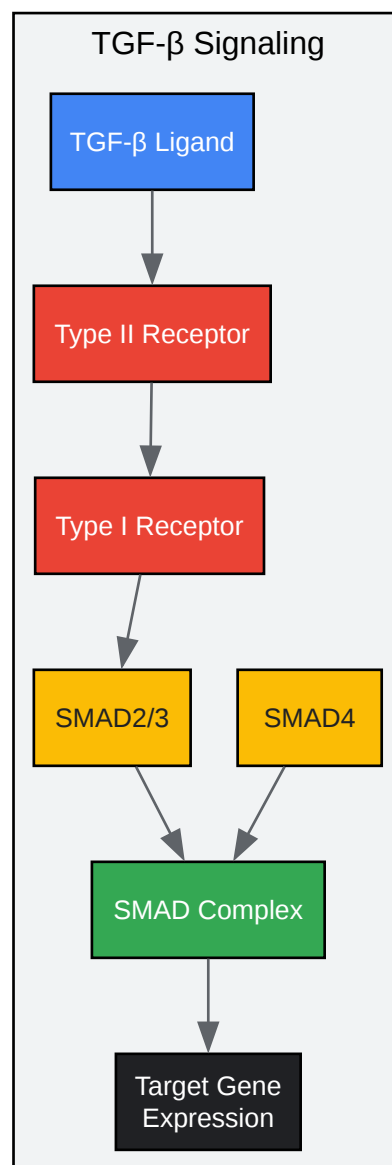 TGF-β Signaling
TGF-β Ligand
Type II Receptor
Type I Receptor
SMAD2/3
SMAD4
SMAD Complex
Target Gene
Expression